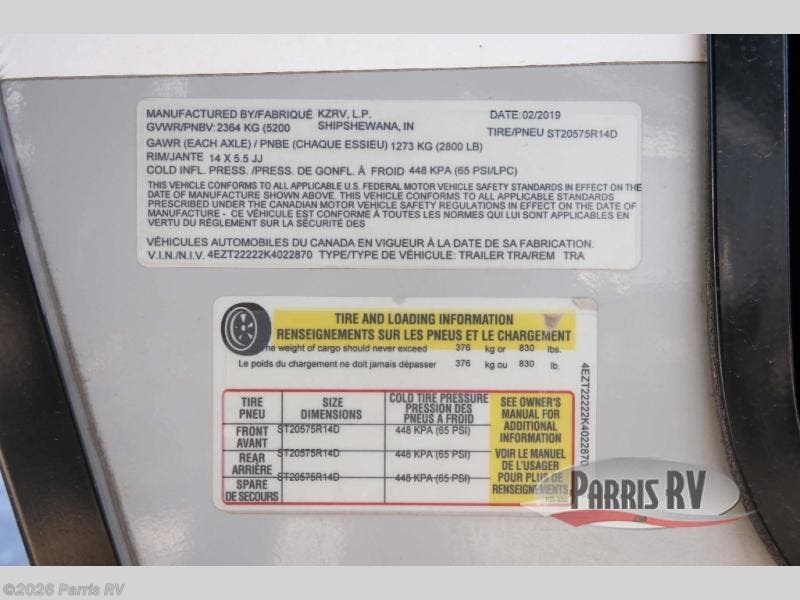 MANUFACTURED BY/FABRIQUÉ KZRV, L.P. DATE: 02/2019
GVWR/PNBV: 2364 KG (5200 SHIPSHEWANA, IN TIRE/PNEU ST20575R14D
GAWR (EACH AXLE) / PNBE (CHAQUE ESSIEU) 1273 KG (2800 LB)
RIM/JANTE 14 X 5.5 JJ
COLD INFL. PRESS. /PRESS. DE GONFL. À FROID 448 KPA (65 PSI/LPC)
THIS VEHICLE CONFORMS TO ALL APPLICABLE U.S. FEDERAL MOTOR VEHICLE SAFETY STANDARDS IN EFFECT ON THE
DATE OF MANUFACTURE SHOWN ABOVE. THIS VEHICLE CONFORMS TO ALL APPLICABLE STANDARDS
PRESCRIBED UNDER THE CANADIAN MOTOR VEHICLE SAFETY REGULATIONS IN EFFECT ON THE DATE OF
MANUFACTURE - CE VÉHICULE EST CONFORME À TOUTES LES NORMES QUI LUI SONT APPLICABLES EN
VERTU DU RÈGLEMENT SUR LA SÉCURITÉ DES
VÉHICULES AUTOMOBILES DU CANADA EN VIGUEUR À LA DATE DE SA FABRICATION.
V.I.N./N.I.V. 4EZT22222K4022870 TYPE/TYPE DE VÉHICULE: TRAILER TRA/REM TRA
TIRE AND LOADING INFORMATION
RENSEIGNEMENTS SUR LES PNEUS ET LE CHARGEMENT
The weight of cargo should never exceed 376 kg or 830 lbs.
Le poids du chargement ne doit jamais dépasser 376 kg ou 830 lb.
4EZT22222K4022870
TIRE
PNEU
SIZE
DIMENSIONS
COLD TIRE PRESSURE
PRESSION DES
PNEUS À FROID
SEE OWNER'S
MANUAL FOR
ADDITIONAL
INFORMATION
VOIR LE MANUEL
DE L'USAGER
POUR PLUS DE
RENSEIGNEMENTS
FRONT
AVANT
ST20575R14D
448 KPA (65 PSI)
REAR
ARRIÈRE
ST20575R14D
448 KPA (65 PSI)
SPARE
DE SECOURS
ST20575R14D
448 KPA (65 PSI)
PARRIS RV
©2026 Parris RV